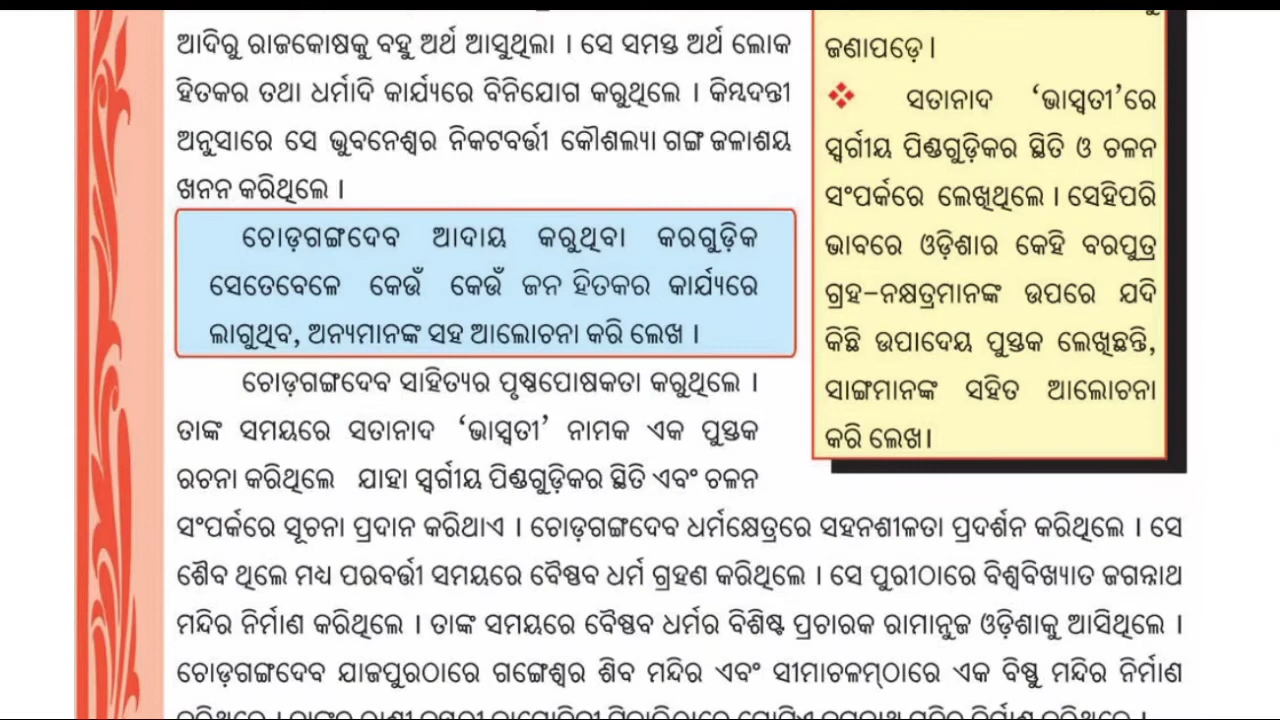 ଆଦିରୁ ରାଜକୋଷକୁ ବହୁ ଅର୍ଥ ଆସୁଥିଲା । ସେ ସମସ୍ତ ଅର୍ଥ ଲୋକ
ହିତକର ତଥା ଧର୍ମାଦି କାର୍ଯ୍ୟରେ ବିନିଯୋଗ କରୁଥିଲେ । କିମ୍ବଦନ୍ତୀ
ଅନୁସାରେ ସେ ଭୁବନେଶ୍ୱର ନିକଟବର୍ତ୍ତୀ କୌଶଲ୍ୟା ଗଙ୍ଗ ଜଳାଶୟ
ଖନନ କରିଥିଲେ ।
ଚୋଡ଼ଗଙ୍ଗଦେବ ଆଦାୟ କରୁଥିବା କରଗୁଡ଼ିକ
ସେତେବେଳେ କେଉଁ କେଉଁ ଜନ ହିତକର କାର୍ଯ୍ୟରେ
ଲାଗୁଥିବ, ଅନ୍ୟମାନଙ୍କ ସହ ଆଲୋଚନା କରି ଲେଖ ।
ଚୋଡ଼ଗଙ୍ଗଦେବ ସାହିତ୍ୟର ପୃଷ୍ଠପୋଷକତା କରୁଥିଲେ ।
ତାଙ୍କ ସମୟରେ ସତାନାଦ ‘ଭାସ୍ୱତୀ’ ନାମକ ଏକ ପୁସ୍ତକ
ରଚନା କରିଥିଲେ ଯାହା ସ୍ୱର୍ଗୀୟ ପିଣ୍ଡଗୁଡ଼ିକର ସ୍ଥିତି ଏବଂ ଚଳନ
ସଂପର୍କରେ ସୂଚନା ପ୍ରଦାନ କରିଥାଏ । ଚୋଡ଼ଗଙ୍ଗଦେବ ଧର୍ମକ୍ଷେତ୍ରରେ ସହନଶୀଳତା ପ୍ରଦର୍ଶନ କରିଥିଲେ । ସେ
ଶୈବ ଥିଲେ ମଧ୍ୟ ପରବର୍ତ୍ତୀ ସମୟରେ ବୈଷ୍ଣବ ଧର୍ମ ଗ୍ରହଣ କରିଥିଲେ । ସେ ପୁରୀଠାରେ ବିଶ୍ୱବିଖ୍ୟାତ ଜଗନ୍ନାଥ
ମନ୍ଦିର ନିର୍ମାଣ କରିଥିଲେ । ତାଙ୍କ ସମୟରେ ବୈଷ୍ଣବ ଧର୍ମର ବିଶିଷ୍ଟ ପ୍ରଚାରକ ରାମାନୁଜ ଓଡ଼ିଶାକୁ ଆସିଥିଲେ ।
ଚୋଡ଼ଗଙ୍ଗଦେବ ଯାଜପୁରଠାରେ ଗଙ୍ଗେଶ୍ୱର ଶିବ ମନ୍ଦିର ଏବଂ ସୀମାଚଳମ୍‌ଠାରେ ଏକ ବିଷ୍ଣୁ ମନ୍ଦିର ନିର୍ମାଣ
ଜଣାପଡ଼େ ।
❖ ସତାନାଦ ‘ଭାସ୍ୱତୀ’ରେ
ସ୍ୱର୍ଗୀୟ ପିଣ୍ଡଗୁଡ଼ିକର ସ୍ଥିତି ଓ ଚଳନ
ସଂପର୍କରେ ଲେଖିଥିଲେ । ସେହିପରି
ଭାବରେ ଓଡ଼ିଶାର କେହି ବରପୁତ୍ର
ଗ୍ରହ-ନକ୍ଷତ୍ରମାନଙ୍କ ଉପରେ ଯଦି
କିଛି ଉପାଦେୟ ପୁସ୍ତକ ଲେଖିଛନ୍ତି,
ସାଙ୍ଗମାନଙ୍କ ସହିତ ଆଲୋଚନା
କରି ଲେଖ।